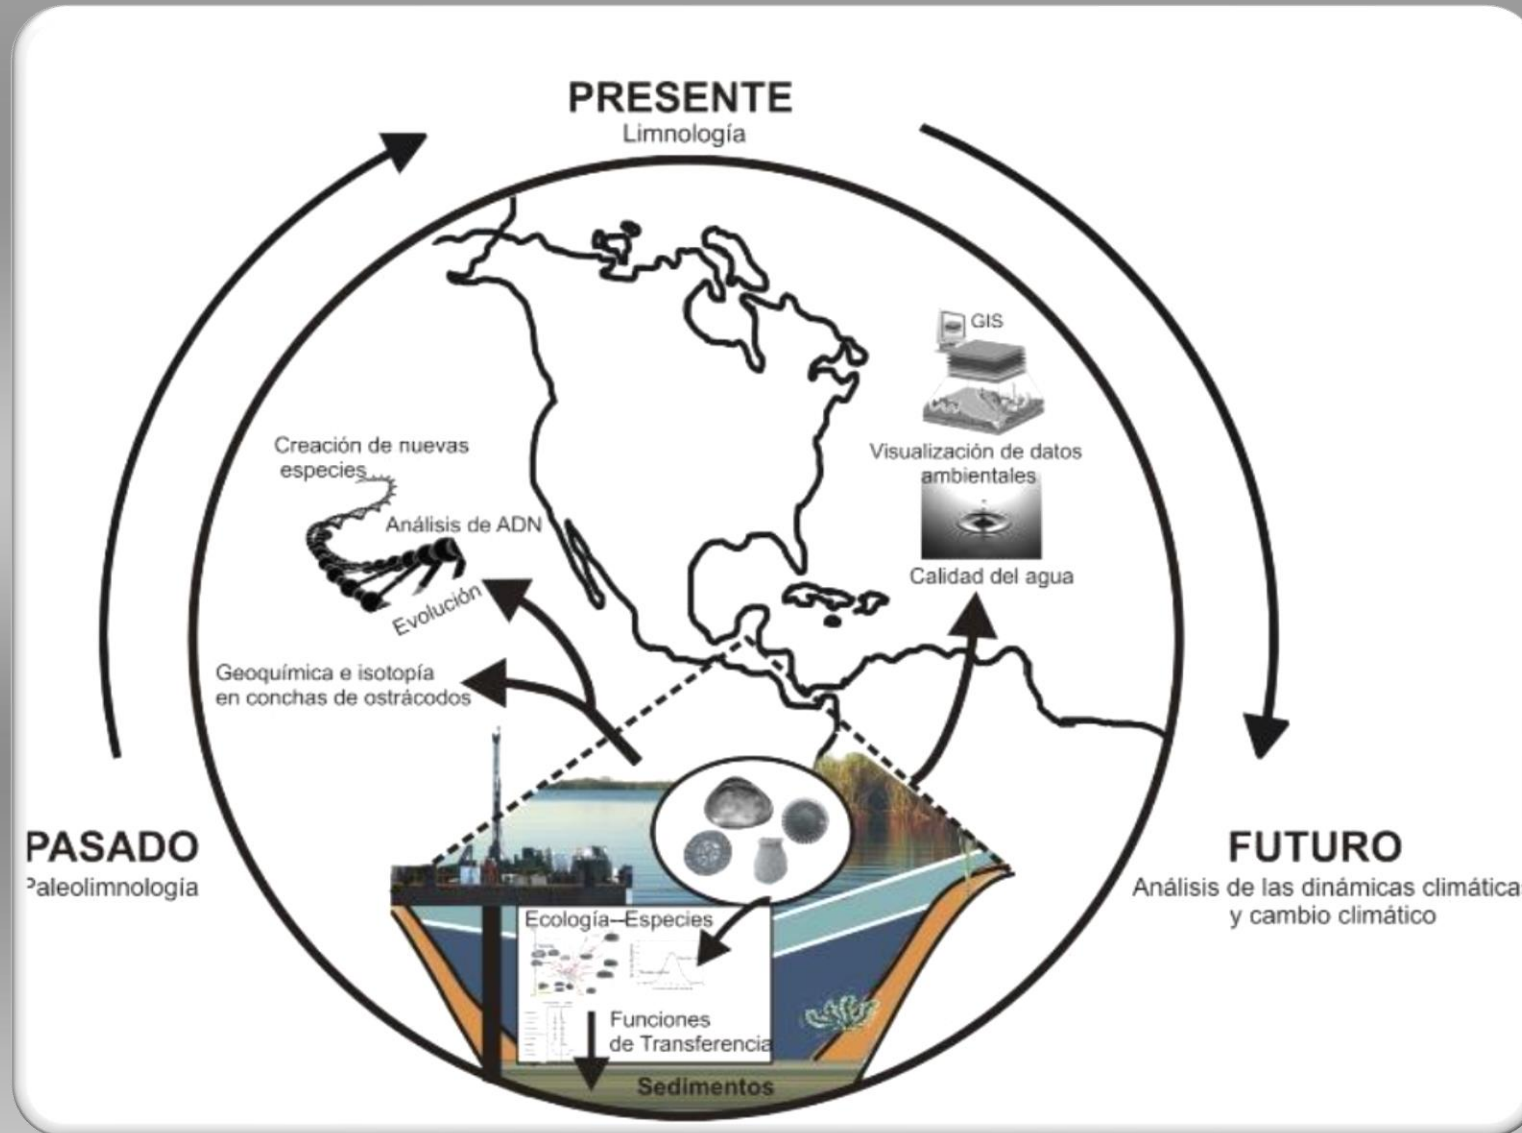 PRESENTE
Limnología
GIS
Visualización de datos
ambientales
Calidad del agua
Creación de nuevas
especies
Análisis de ADN
Evolución
Geoquímica e isotopía
en conchas de ostrácodos
PASADO
Paleolimnología
FUTURO
Análisis de las dinámicas climática
y cambio climático
Ecología--Especies
Funciones
de Transferencia
Sedimentos